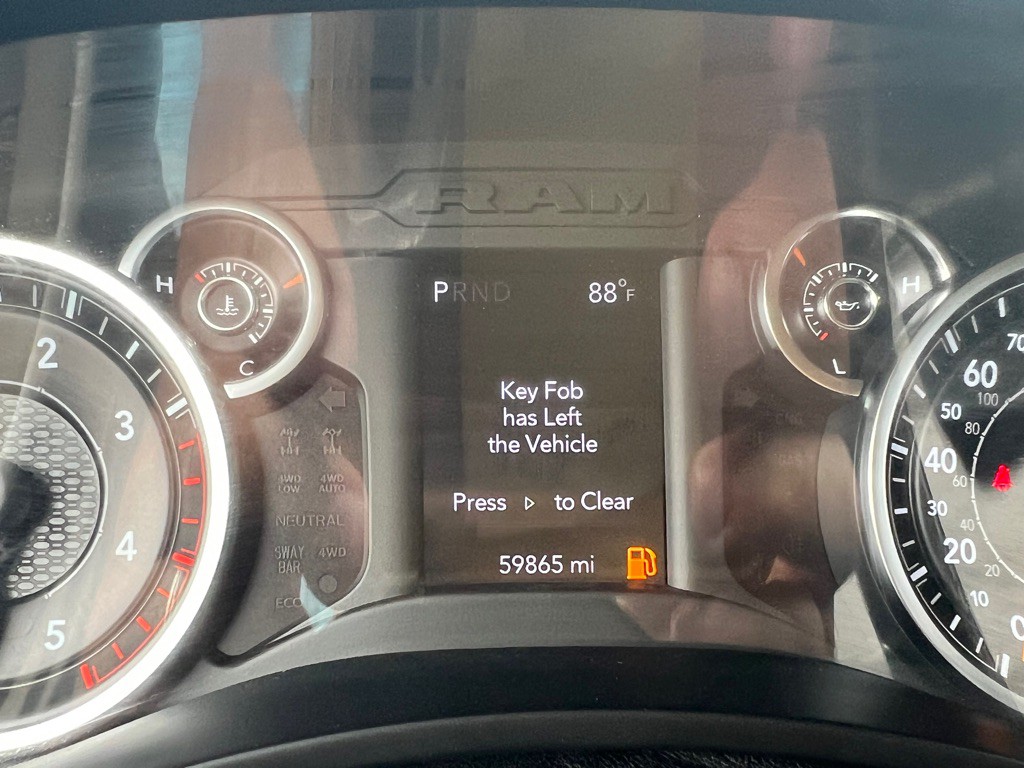 RAM
PRND 88°F
H
C
H
L
Key Fob
has Left
the Vehicle
Press ▷ to Clear
59865 mi
2
3
4
5
4WD LOW
4WD AUTO
NEUTRAL
SWAY BAR
4WD
ECO
70
60
50
40
30
20
10
0
100
80
60
40
20